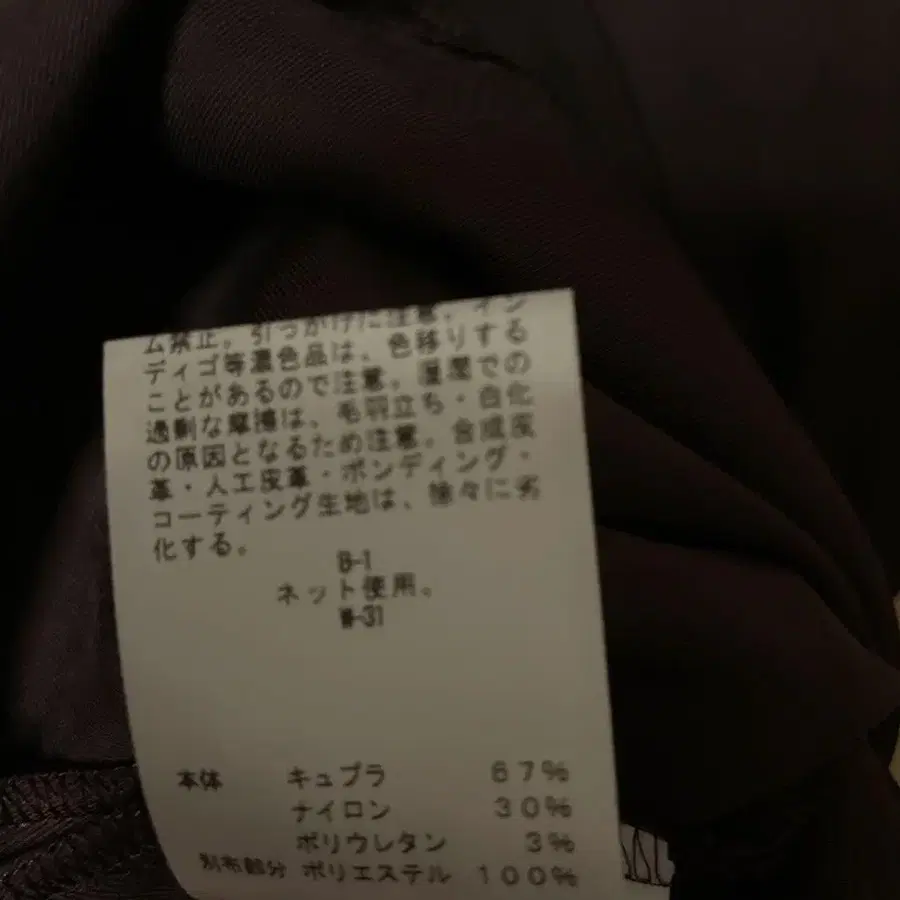 ム禁止。引っかけに注意。イン
ディゴ等濃色品は、色移りする
ことがあるので注意。湿潤での
過剰な摩擦は、毛羽立ち・白化
の原因となるため注意。合成皮
革・人工皮革・ボンディング・
コーティング生地は、徐々に劣
化する。
B-1
ネット使用。
W-31
本体 キュプラ 67%
ナイロン 30%
ポリウレタン 3%
別布部分 ポリエステル 100%